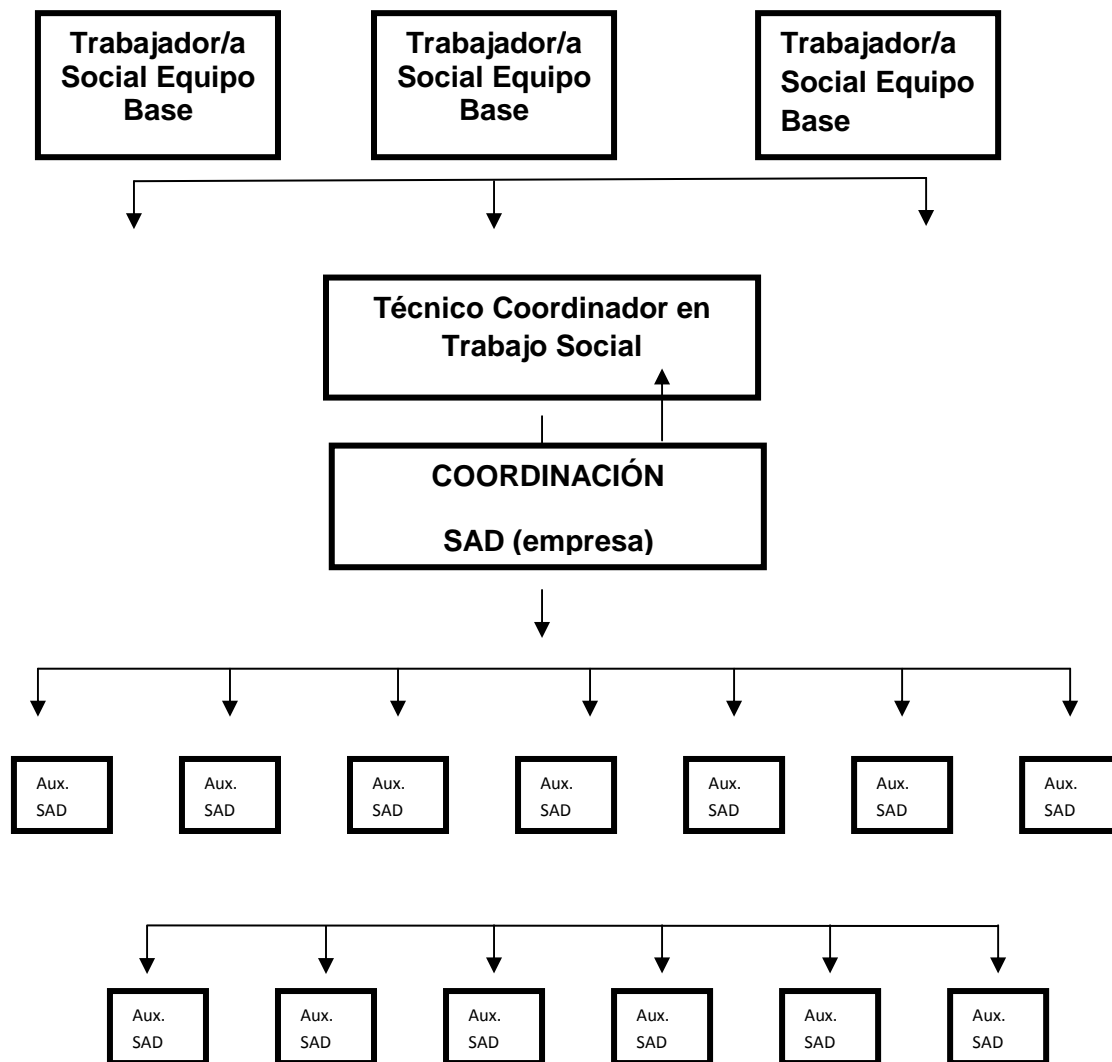 Trabajador/a
Social Equipo
Base
Trabajador/a
Social Equipo
Base
Trabajador/a
Social Equipo
Base
Técnico Coordinador en
Trabajo Social
COORDINACIÓN
SAD (empresa)
Aux.
SAD
Aux.
SAD
Aux.
SAD
Aux.
SAD
Aux.
SAD
Aux.
SAD
Aux.
SAD
Aux.
SAD
Aux.
SAD
Aux.
SAD
Aux.
SAD
Aux.
SAD
Aux.
SAD